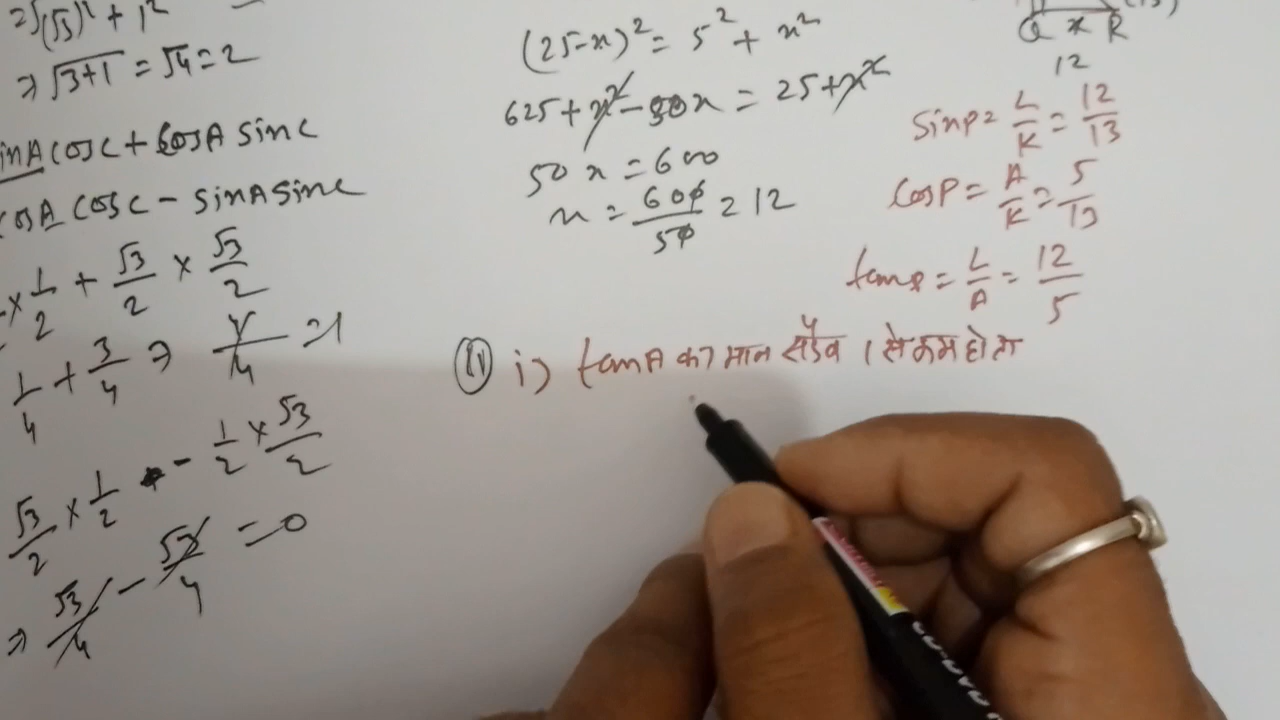 ⇒√(√3)² + 1²
⇒ √3+1 = √4 = 2
inA cosC + cosA sinC
cosA cosC - sinA sinC
× 1/2 + √3/2 × √3/2
1/4 + 3/4 ⇒ 4/4 = 1
√3/2 × 1/2 - 1/2 × √3/2
⇒ √3/4 - √3/4 = 0
(25-x)² = 5² + x²
625 + x² - 50x = 25 + x²
50x = 600
x = 600/50 = 12
Q x R
12
sinP = L/K = 12/13
cosP = A/K = 5/13
tanP = L/A = 12/5
(11) i) tanA का मान सदैव 1 से कम होता